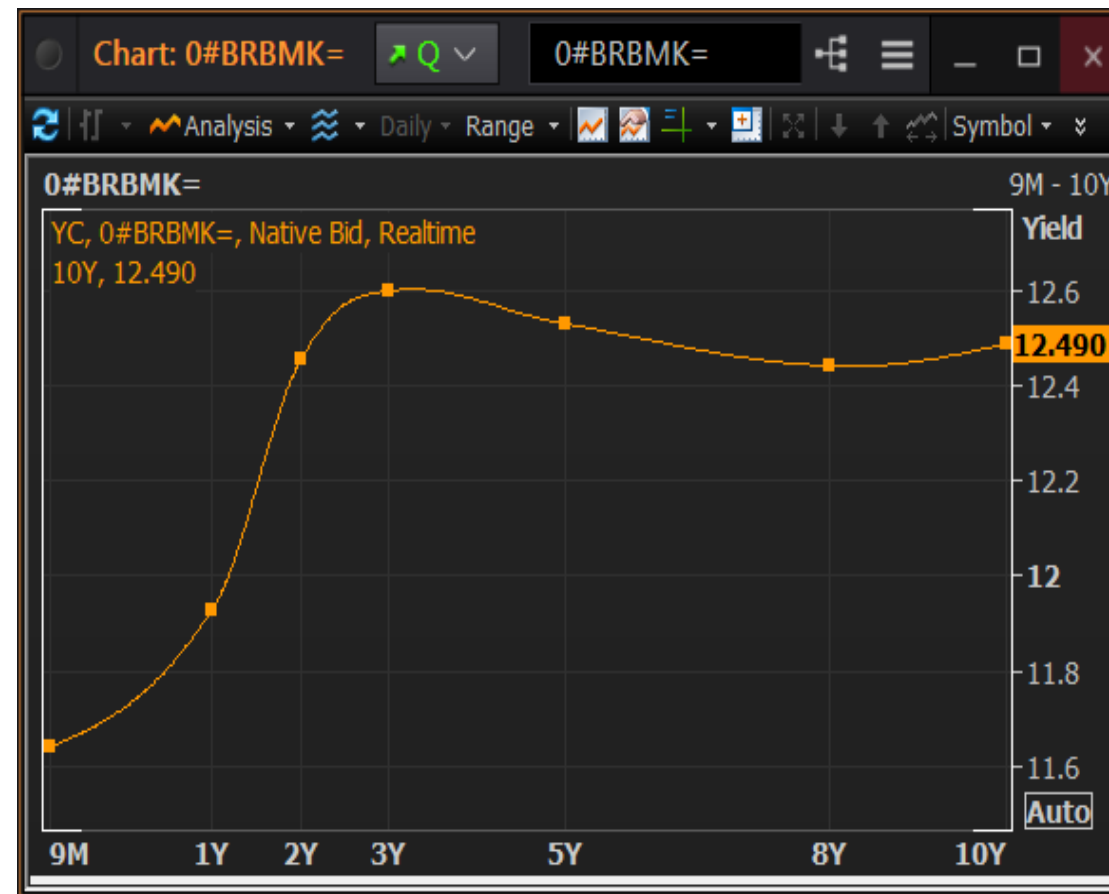 Chart: 0#BRBMK= Q 0#BRBMK=
Analysis Daily Range Symbol
0#BRBMK= 9M - 10Y
YC, 0#BRBMK=, Native Bid, Realtime
10Y, 12.490
Yield
12.6
12.490
12.4
12.2
12
11.8
11.6
Auto
9M 1Y 2Y 3Y 5Y 8Y 10Y